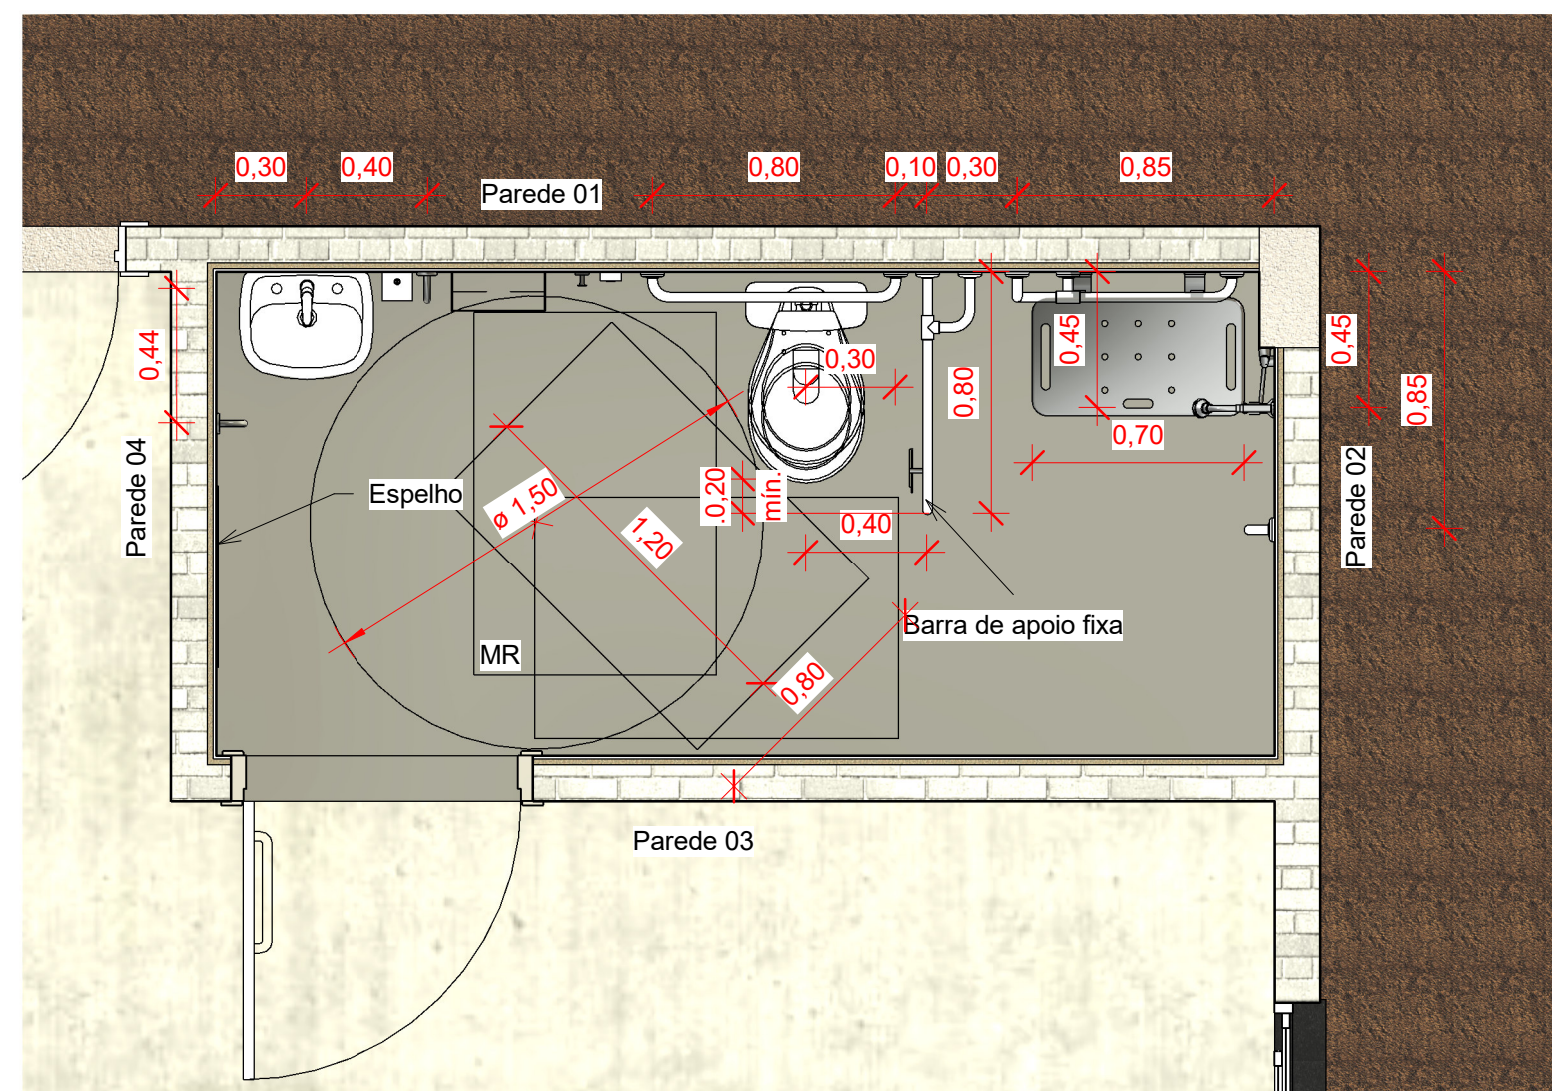 0,30
0,40
0,80
0,10
0,30
0,85
Parede 01
0,44
0,45
0,45
0,85
0,30
0,80
0,70
Parede 04
Parede 02
Espelho
ø 1,50
.0,20
mín.
1,20
0,40
Barra de apoio fixa
MR
0,80
Parede 03